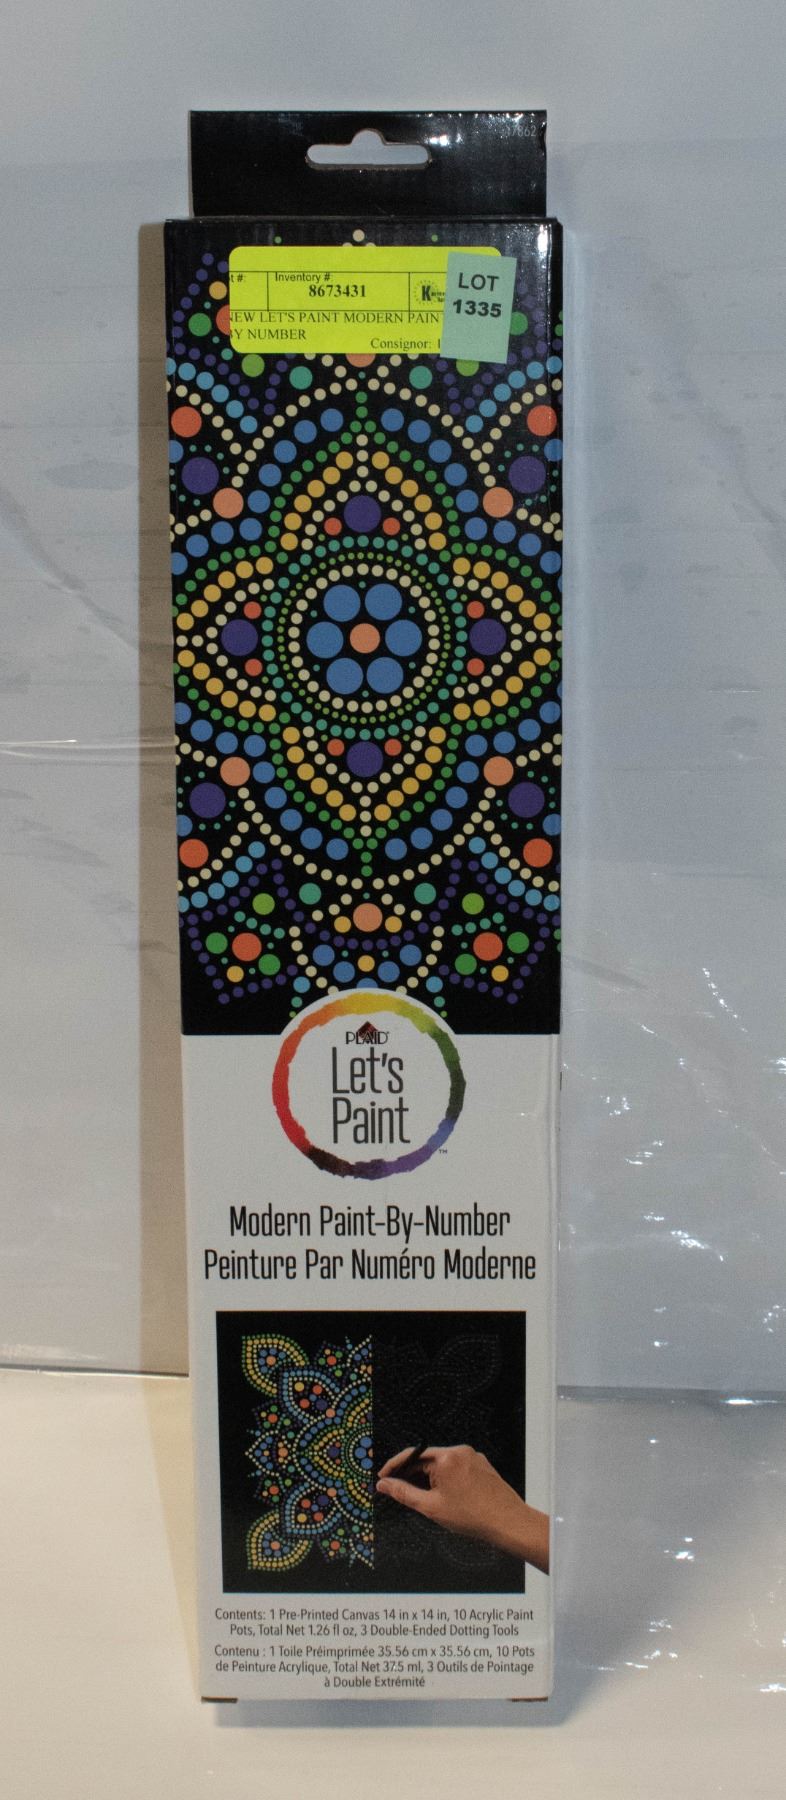 t #:
Inventory #:
8673431
LOT
1335
NEW LET'S PAINT MODERN PAIN
BY NUMBER
Consignor:
PLAID
Let's
Paint
TM
Modern Paint-By-Number
Peinture Par Numéro Moderne
Contents: 1 Pre-Printed Canvas 14 in x 14 in, 10 Acrylic Paint
Pots, Total Net 1.26 fl oz, 3 Double-Ended Dotting Tools
Contenu : 1 Toile Préimprimée 35.56 cm x 35.56 cm, 10 Pots
de Peinture Acrylique, Total Net 37.5 ml, 3 Outils de Pointage
à Double Extrémité